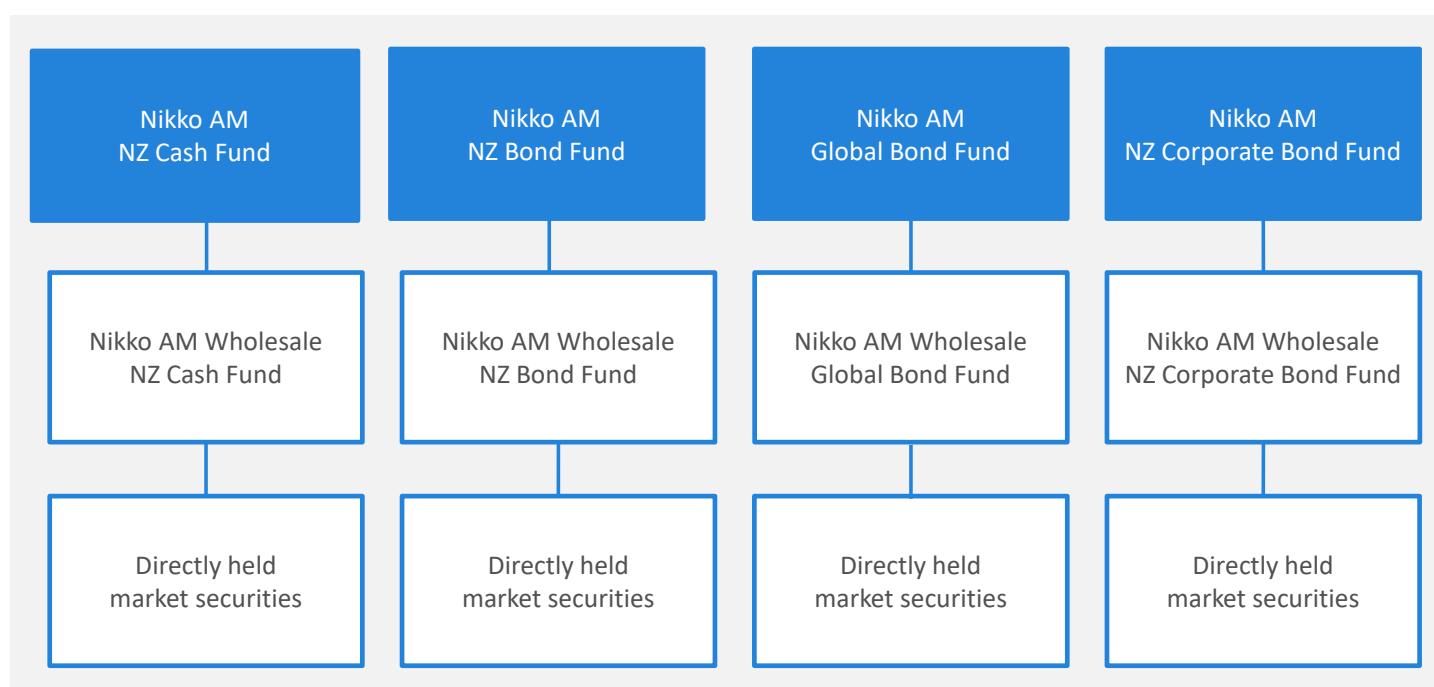 Nikko AM
NZ Cash Fund
Nikko AM
NZ Bond Fund
Nikko AM
Global Bond Fund
Nikko AM
NZ Corporate Bond Fund
Nikko AM Wholesale
NZ Cash Fund
Nikko AM Wholesale
NZ Bond Fund
Nikko AM Wholesale
Global Bond Fund
Nikko AM Wholesale
NZ Corporate Bond Fund
Directly held
market securities
Directly held
market securities
Directly held
market securities
Directly held
market securities